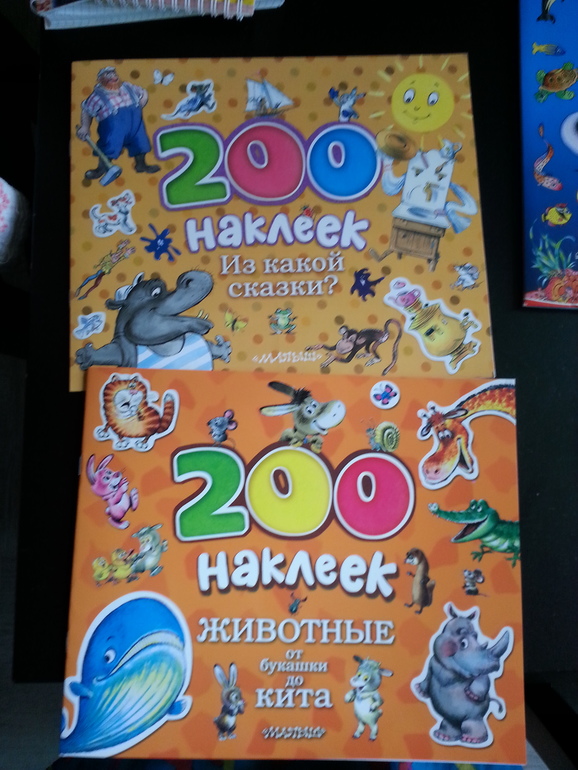 200
наклеек
Из какой
сказки?
«МАЛЫШ»
200
наклеек
ЖИВОТНЫЕ
от
букашки
до
кита
«МАЛЫШ»